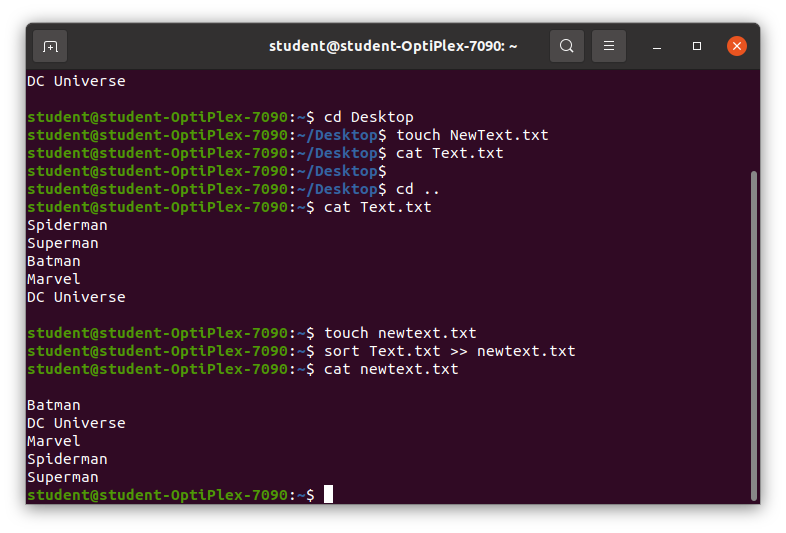 student@student-OptiPlex-7090: ~
DC Universe
student@student-OptiPlex-7090:~$ cd Desktop
student@student-OptiPlex-7090:~/Desktop$ touch NewText.txt
student@student-OptiPlex-7090:~/Desktop$ cat Text.txt
student@student-OptiPlex-7090:~/Desktop$
student@student-OptiPlex-7090:~/Desktop$ cd ..
student@student-OptiPlex-7090:~$ cat Text.txt
Spiderman
Superman
Batman
Marvel
DC Universe
student@student-OptiPlex-7090:~$ touch newtext.txt
student@student-OptiPlex-7090:~$ sort Text.txt >> newtext.txt
student@student-OptiPlex-7090:~$ cat newtext.txt
Batman
DC Universe
Marvel
Spiderman
Superman
student@student-OptiPlex-7090:~$